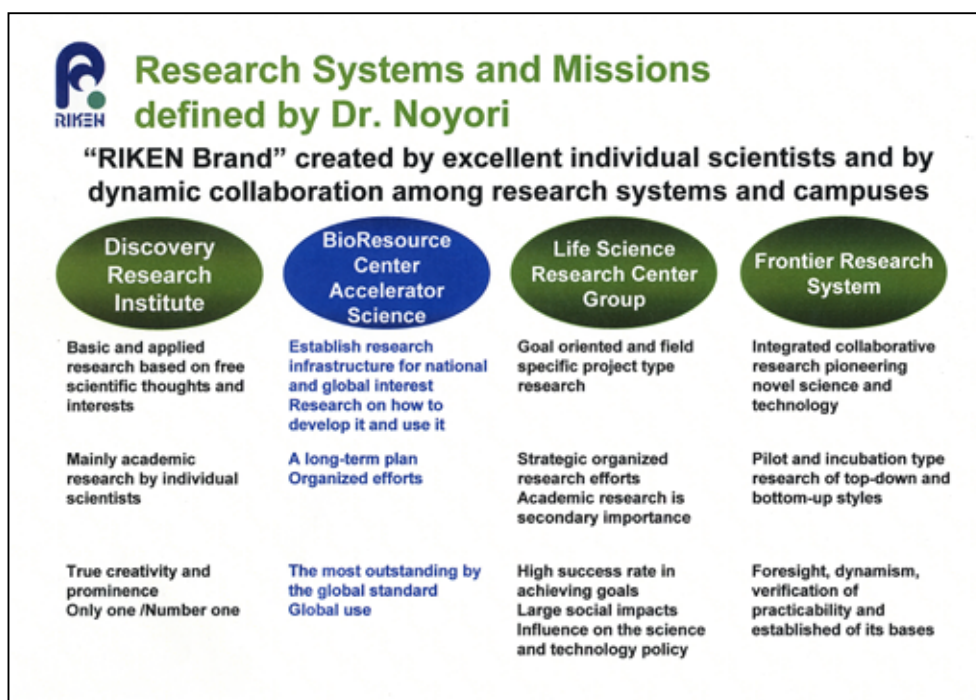 RIKEN
Research Systems and Missions
defined by Dr. Noyori
“RIKEN Brand” created by excellent individual scientists and by
dynamic collaboration among research systems and campuses
Discovery
Research
Institute
Basic and applied
research based on free
scientific thoughts and
interests
Mainly academic
research by individual
scientists
True creativity and
prominence
Only one /Number one
BioResource
Center
Accelerator
Science
Establish research
infrastructure for national
and global interest
Research on how to
develop it and use it
A long-term plan
Organized efforts
The most outstanding by
the global standard
Global use
Life Science
Research Center
Group
Goal oriented and field
specific project type
research
Strategic organized
research efforts
Academic research is
secondary importance
High success rate in
achieving goals
Large social impacts
Influence on the science
and technology policy
Frontier Research
System
Integrated collaborative
research pioneering
novel science and
technology
Pilot and incubation type
research of top-down and
bottom-up styles
Foresight, dynamism,
verification of
practicability and
established of its bases